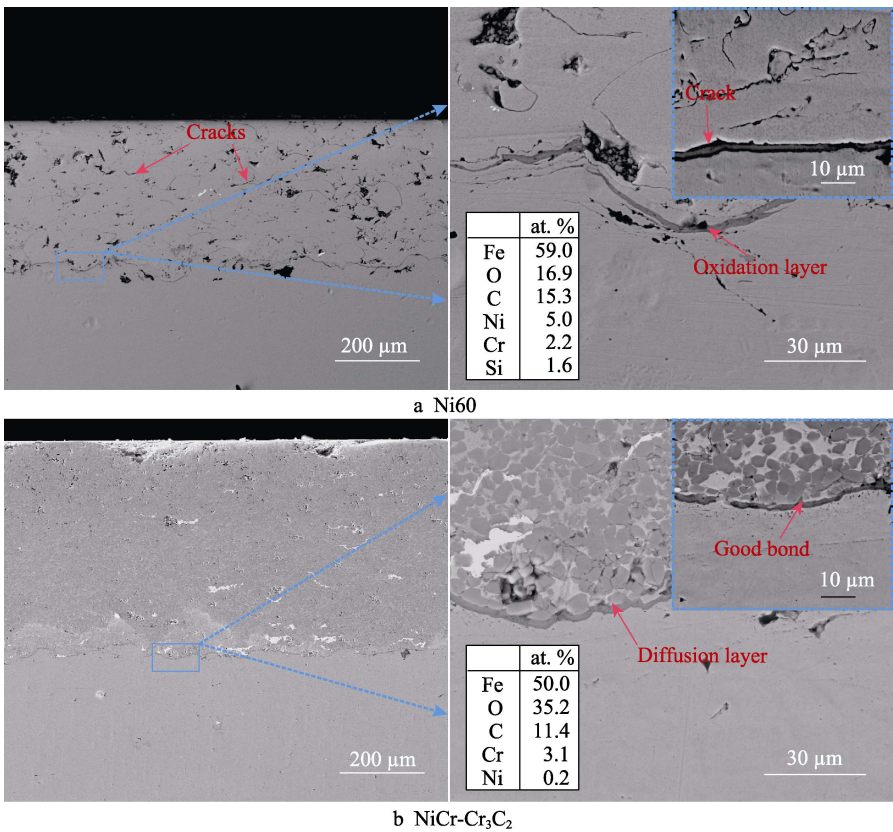 Cracks
200 µm
Crack
10 µm
at. %
Fe 59.0
O 16.9
C 15.3
Ni 5.0
Cr 2.2
Si 1.6
Oxidation layer
30 µm
a Ni60
200 µm
Good bond
10 µm
Diffusion layer
at. %
Fe 50.0
O 35.2
C 11.4
Cr 3.1
Ni 0.2
30 µm
b NiCr-Cr₃C₂